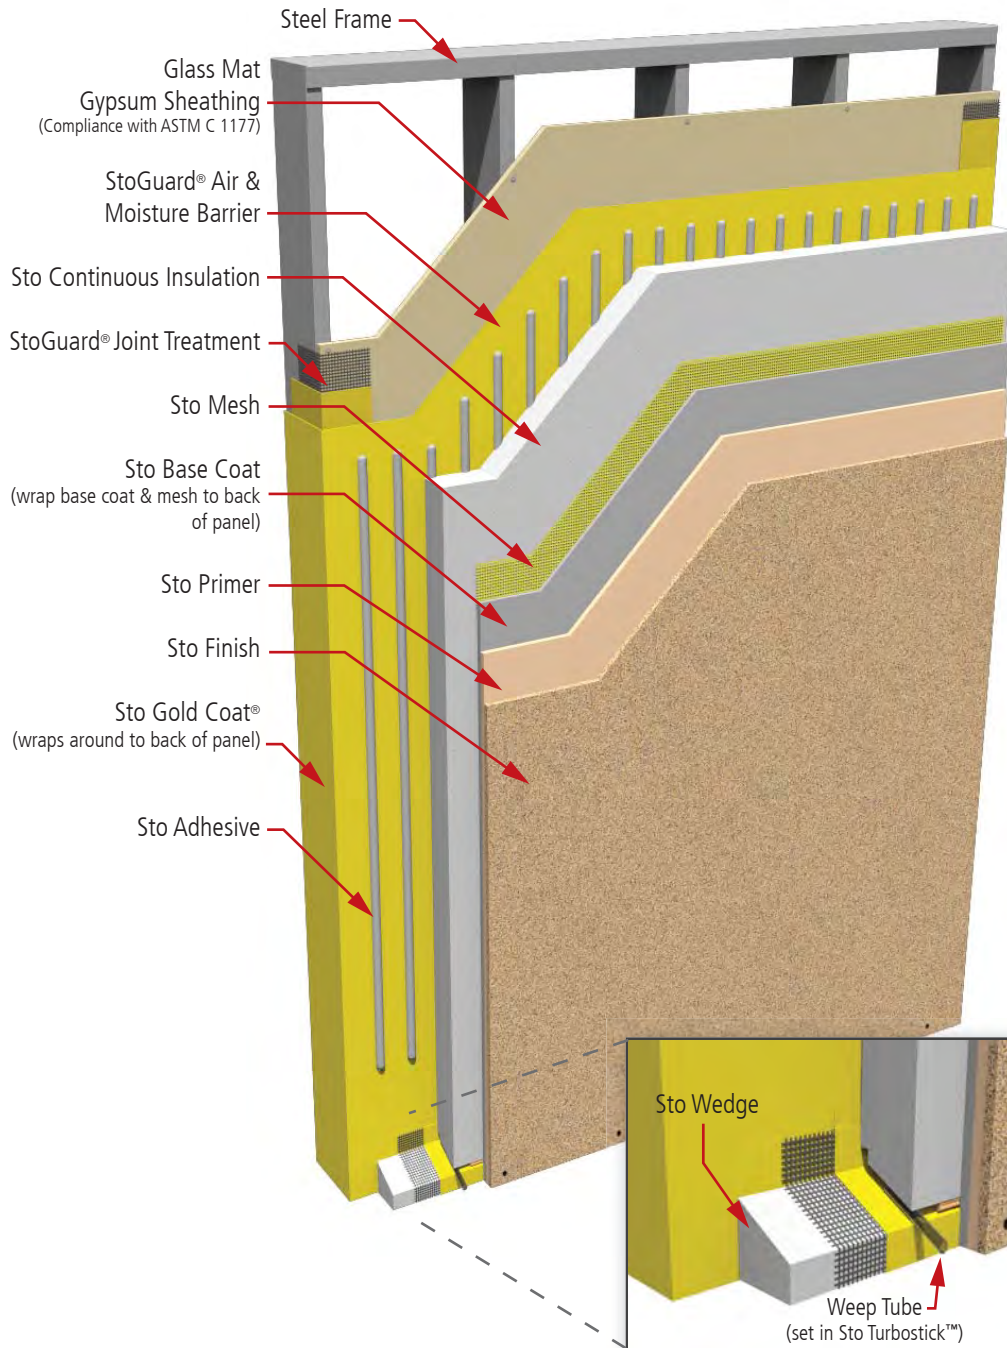 Steel Frame
Glass Mat
Gypsum Sheathing
(Compliance with ASTM C 1177)
StoGuard® Air &
Moisture Barrier
Sto Continuous Insulation
StoGuard® Joint Treatment
Sto Mesh
Sto Base Coat
(wrap base coat & mesh to back
of panel)
Sto Primer
Sto Finish
Sto Gold Coat®
(wraps around to back of panel)
Sto Adhesive
Sto Wedge
Weep Tube
(set in Sto Turbostick™)